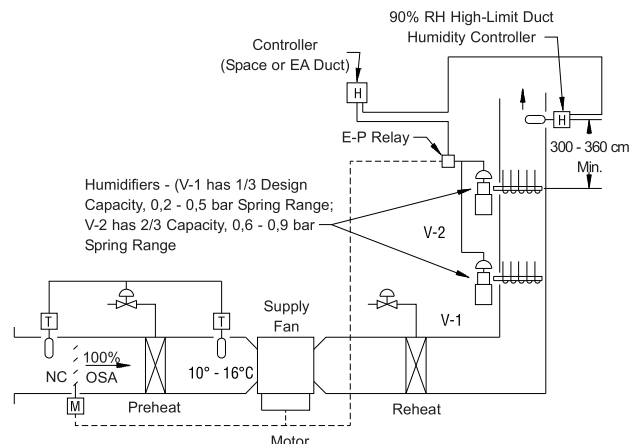 90% RH High-Limit Duct
Humidity Controller
Controller
(Space or EA Duct)
H
H
E-P Relay
300 - 360 cm
Min.
Humidifiers - (V-1 has 1/3 Design
Capacity, 0,2 - 0,5 bar Spring Range;
V-2 has 2/3 Capacity, 0,6 - 0,9 bar
Spring Range
V-2
V-1
Supply
Fan
T
T
100%
OSA
NC
10° - 16°C
M
Preheat
Reheat
Motor